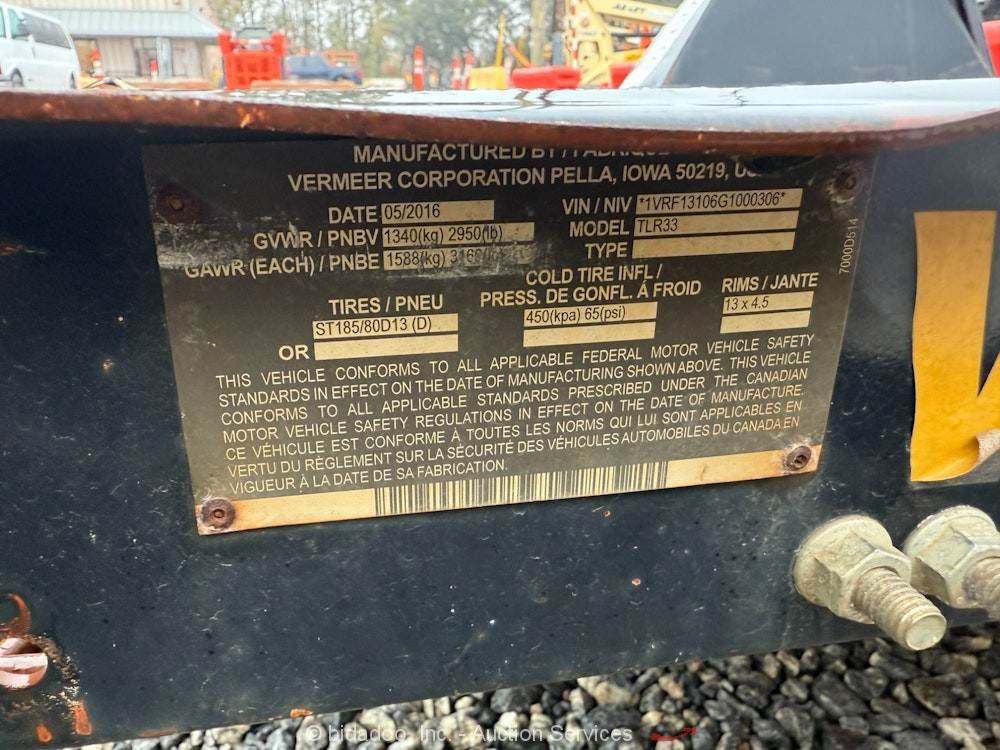 MANUFACTURED BY /
VERMEER CORPORATION PELLA, IOWA 50219,
DATE 05/2016
VIN / NIV *1VRF13106G1000306*
GVWR / PNBV 1340(kg) 2950(lb)
MODEL TLR33
GAWR (EACH) / PNBE 1588(kg)
TYPE
TIRES / PNEU
COLD TIRE INFL /
PRESS. DE GONFL. Á FROID
RIMS / JANTE
ST185/80D13 (D)
450(kpa) 65(psi)
13 x 4.5
OR
7000D514
THIS VEHICLE CONFORMS TO ALL APPLICABLE FEDERAL MOTOR VEHICLE SAFETY
STANDARDS IN EFFECT ON THE DATE OF MANUFACTURING SHOWN ABOVE. THIS VEHICLE
CONFORMS TO ALL APPLICABLE STANDARDS PRESCRIBED UNDER THE CANADIAN
MOTOR VEHICLE SAFETY REGULATIONS IN EFFECT ON THE DATE OF MANUFACTURE.
CE VÉHICULE EST CONFORME À TOUTES LES NORMS QUI LUI SONT APPLICABLES EN
VERTU DU RÈGLEMENT SUR LA SÉCURITÉ DES VÉHICULES AUTOMOBILES DU CANADA EN
VIGUEUR À LA DATE DE SA FABRICATION.
© bidadoo, Inc. - Auction Services